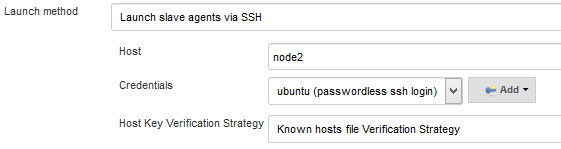 Launch method Launch slave agents via SSH
Host node2
Credentials ubuntu (passwordless ssh login) Add
Host Key Verification Strategy Known hosts file Verification Strategy